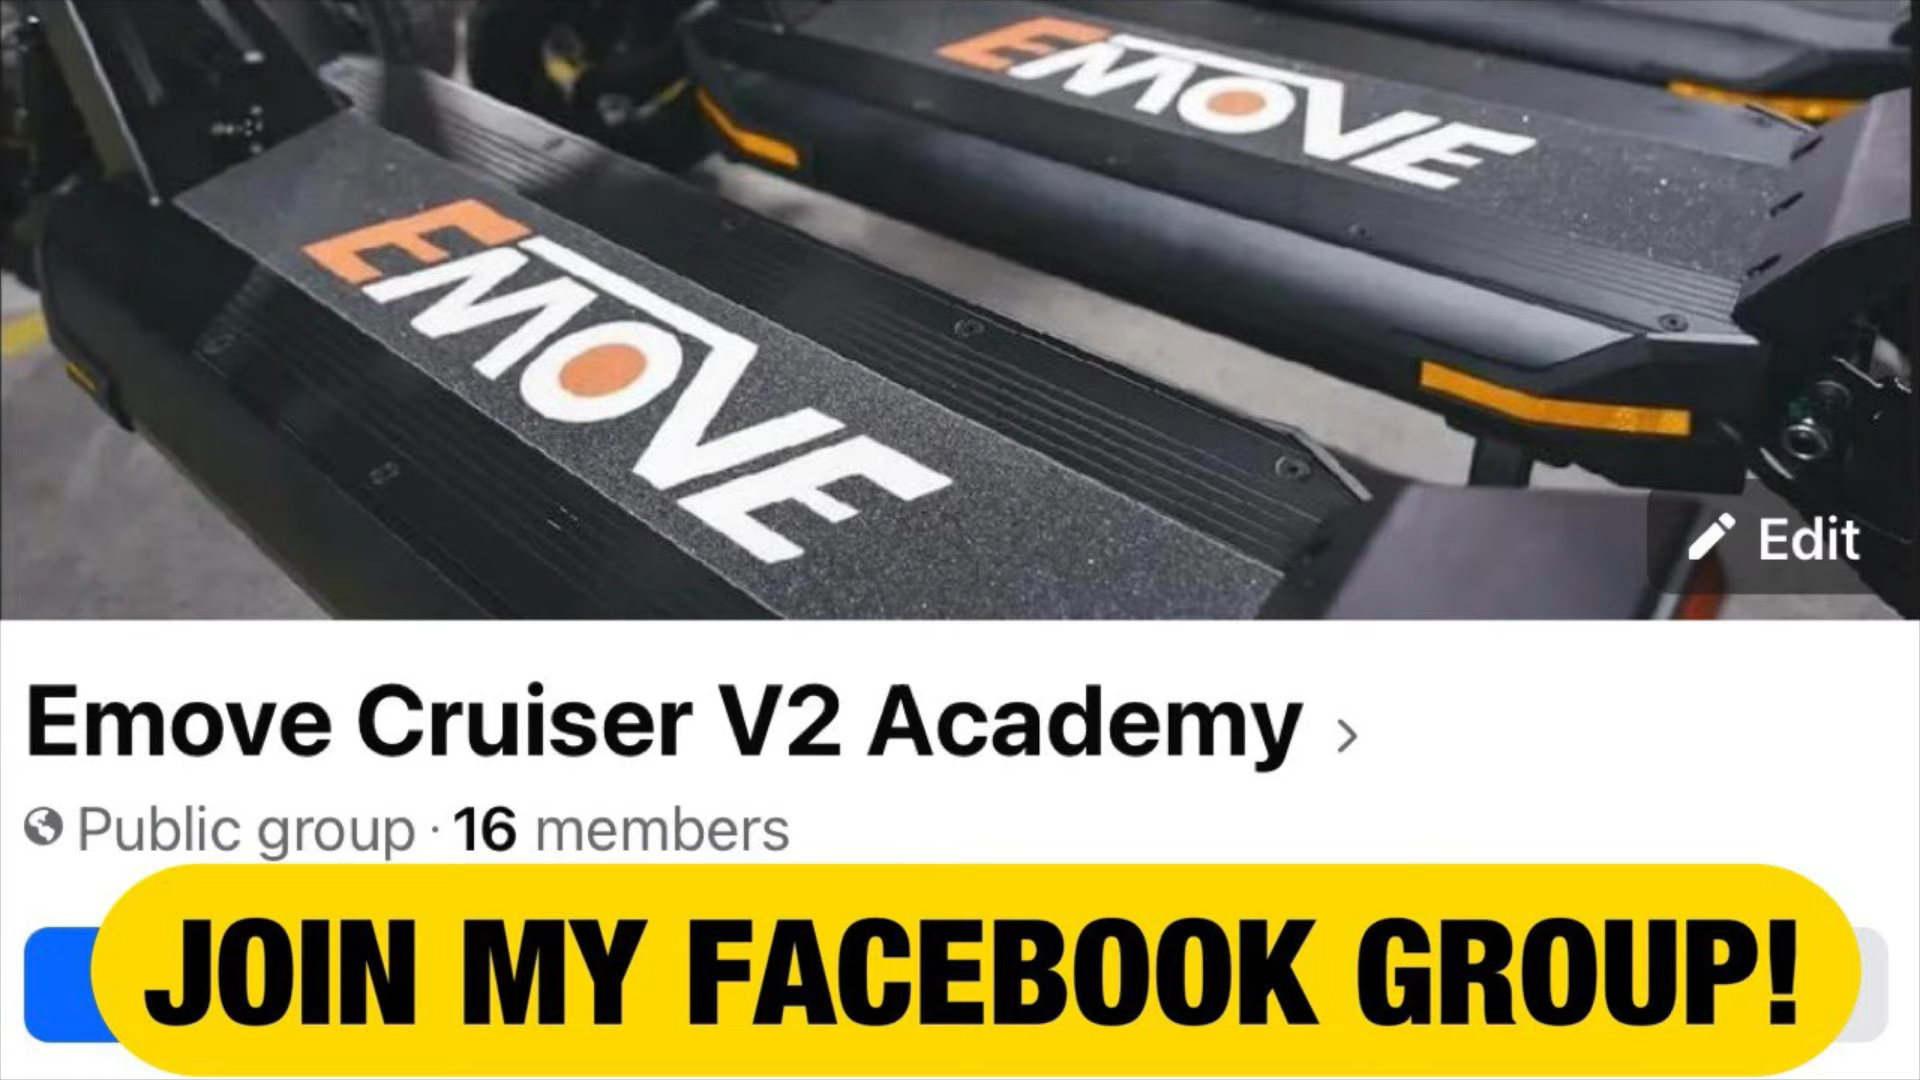 EMOVE
EMOVE
Edit
Emove Cruiser V2 Academy
Public group · 16 members
JOIN MY FACEBOOK GROUP!